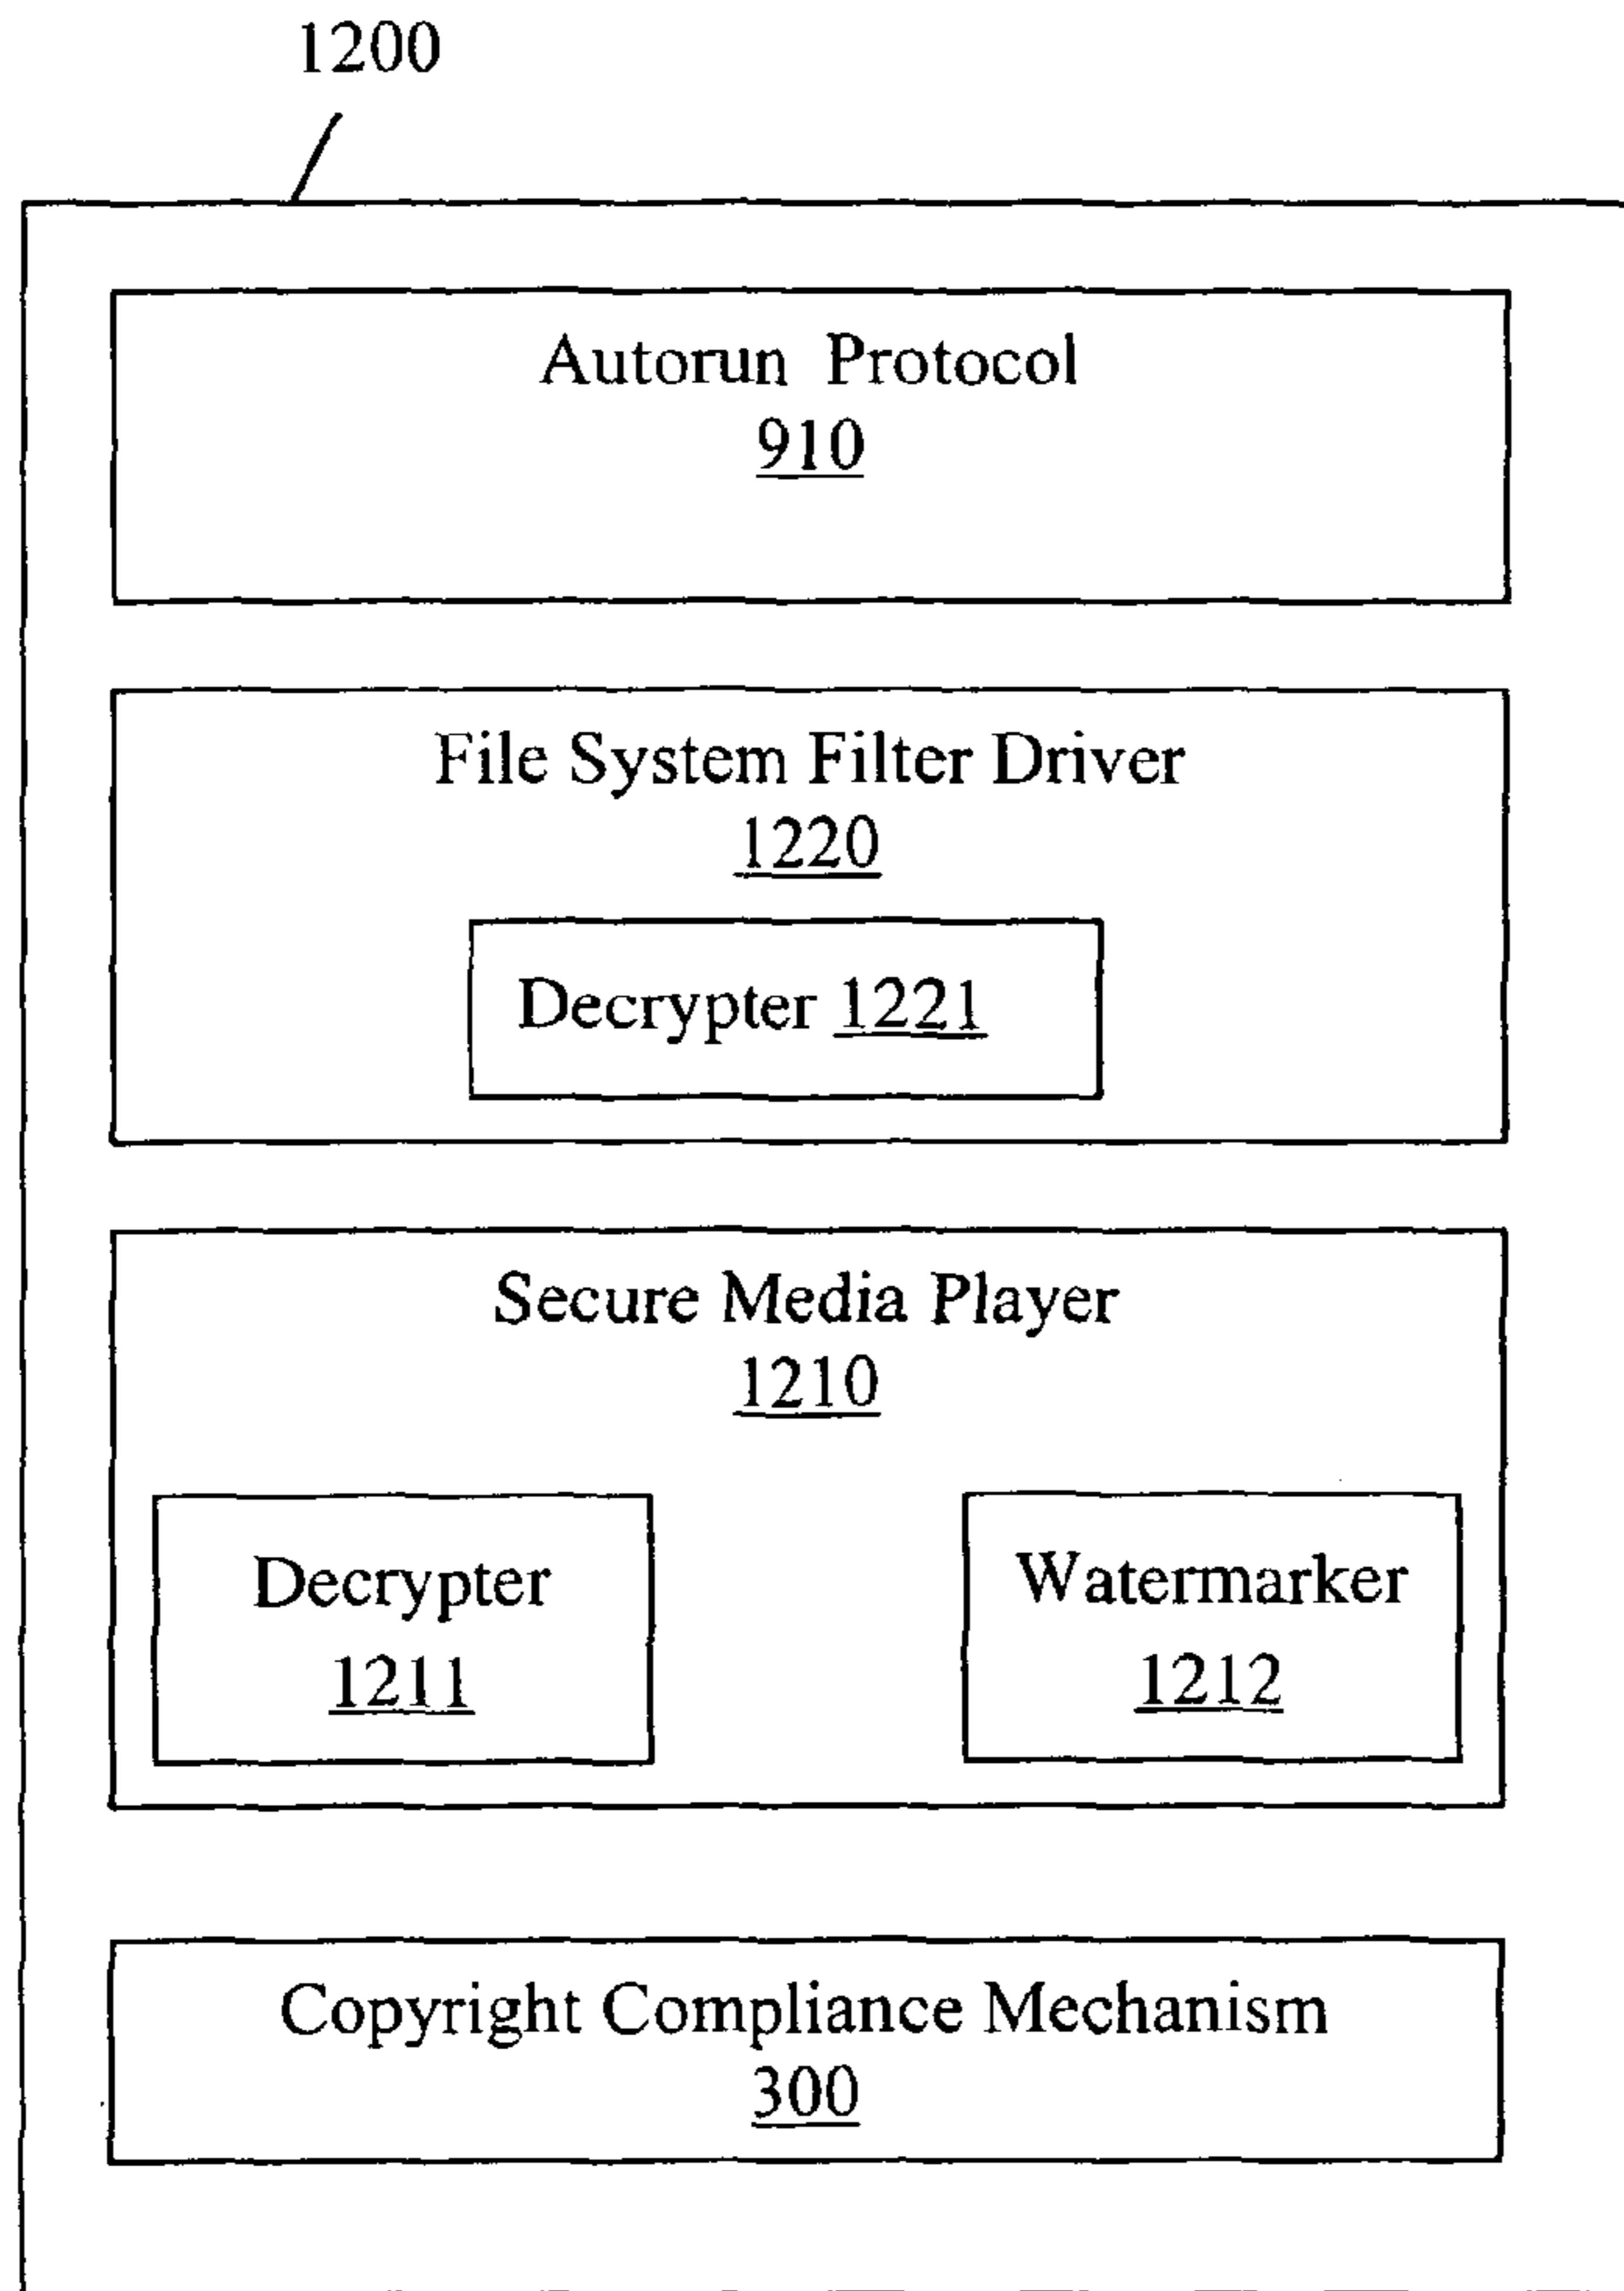 1200
Autorun Protocol
910
File System Filter Driver
1220
Decrypter 1221
Secure Media Player
1210
Decrypter
1211
Watermarker
1212
Copyright Compliance Mechanism
300